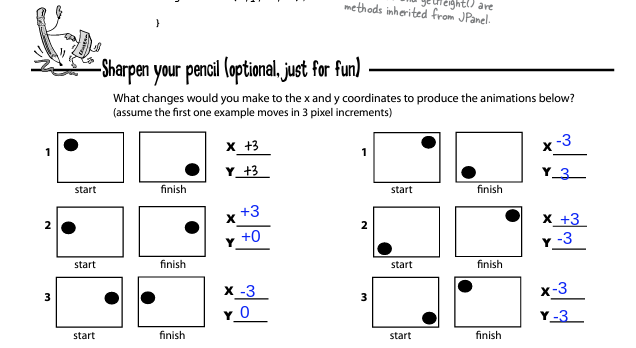 }
and getHeight() are
methods inherited from JPanel.
Sharpen your pencil (optional, just for fun)
What changes would you make to the x and y coordinates to produce the animations below?
(assume the first one example moves in 3 pixel increments)
1
X +3
Y +3
start finish
2
X +3
Y +0
start finish
3
X -3
Y 0
start finish
1
X -3
Y 3
start finish
2
X +3
Y -3
start finish
3
X -3
Y -3
start finish